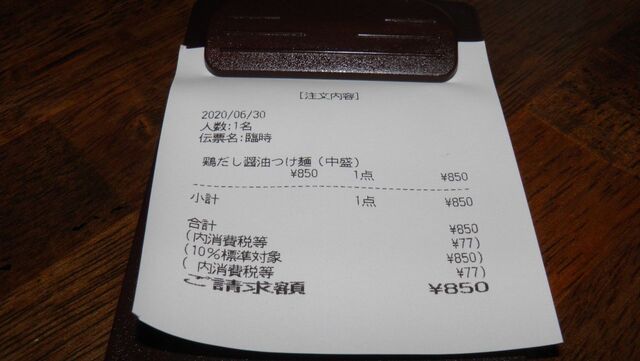 [注文内容]
2020/06/30
人数:1名
伝票名:臨時
鶏だし醤油つけ麺(中盛)
¥850 1点 ¥850
小計 1点 ¥850
合計 ¥850
(内消費税等 ¥77)
(10%標準対象 ¥850)
( 内消費税等 ¥77)
ご請求額 ¥850